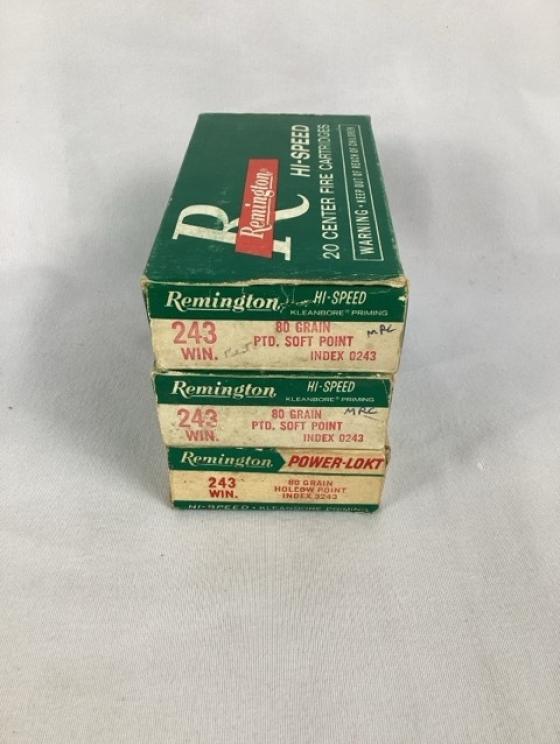 R
Remington®
HI-SPEED
20 CENTER FIRE CARTRIDGES
WARNING • KEEP OUT OF REACH OF CHILDREN
Remington HI-SPEED
KLEANBORE® PRIMING
243 WIN.
80 GRAIN
PTD. SOFT POINT
INDEX 0243
MRC
Remington HI-SPEED
KLEANBORE® PRIMING
243 WIN.
80 GRAIN
PTD. SOFT POINT
INDEX 0243
MRC
Remington POWER-LOKT
243 WIN.
80 GRAIN
HOLLOW POINT
INDEX 3243
HI-SPEED - KLEANBORE PRIMING